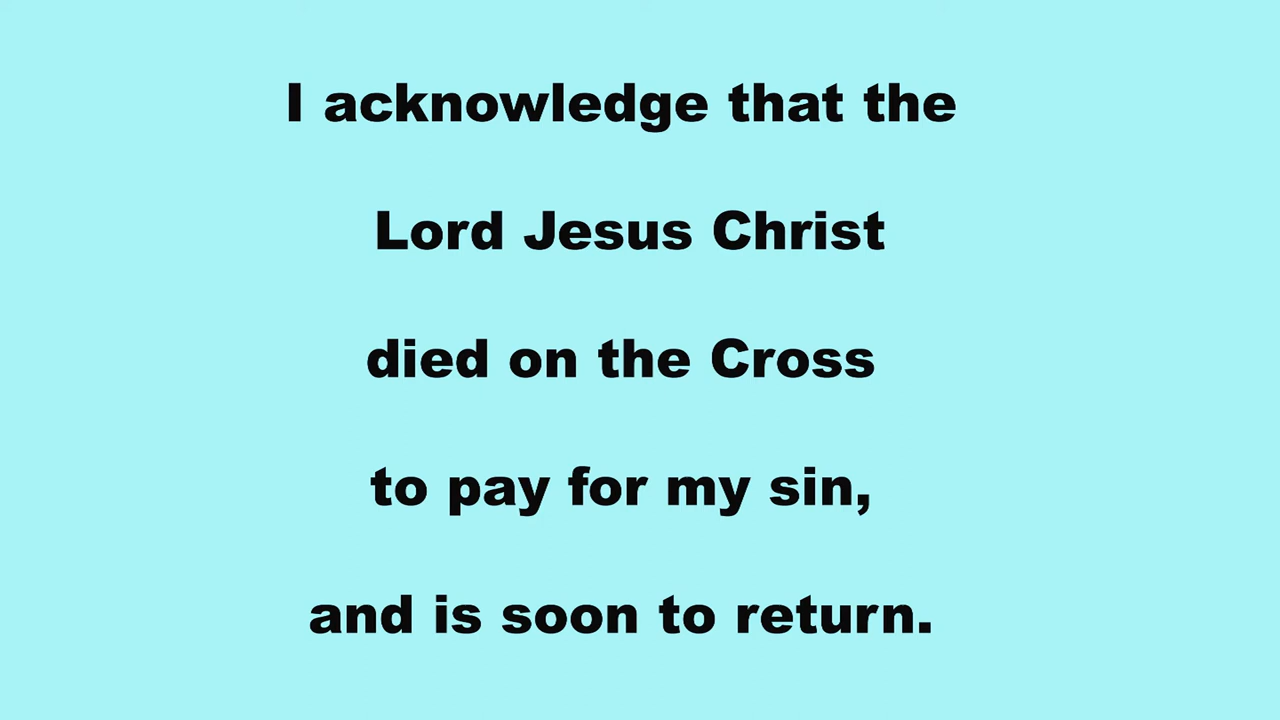 I acknowledge that the
Lord Jesus Christ
died on the Cross
to pay for my sin,
and is soon to return.